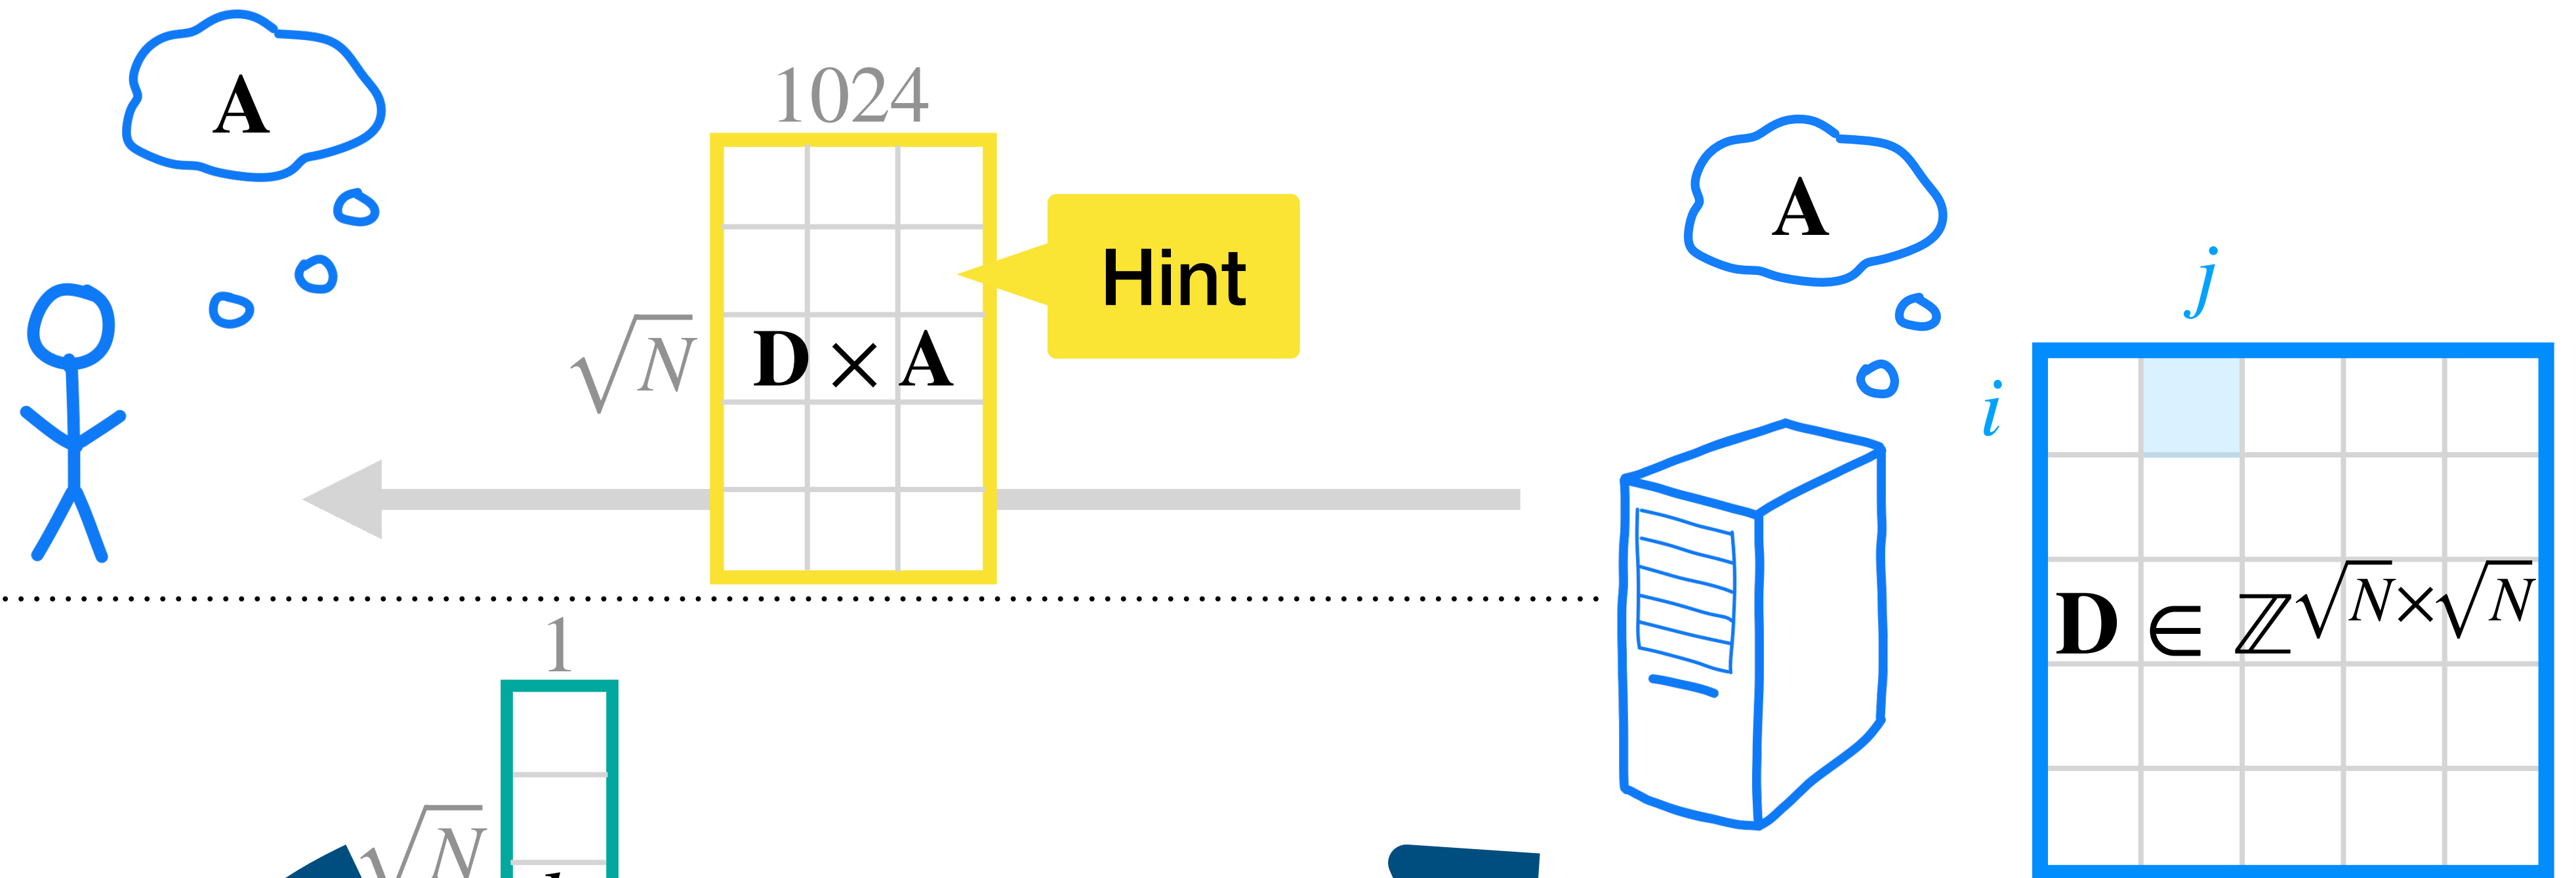 A
1024
Hint
A
√N
D × A
j
i
D ∈ ℤ^{√N×√N}
1
√N